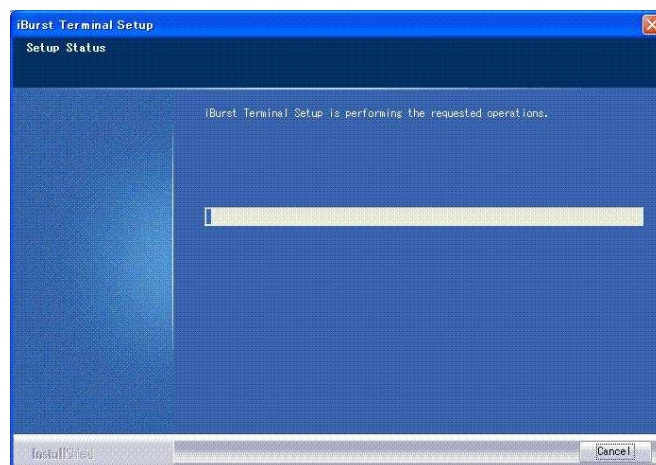 iBurst Terminal Setup
Setup Status
iBurst Terminal Setup is performing the requested operations.
InstallShield
Cancel